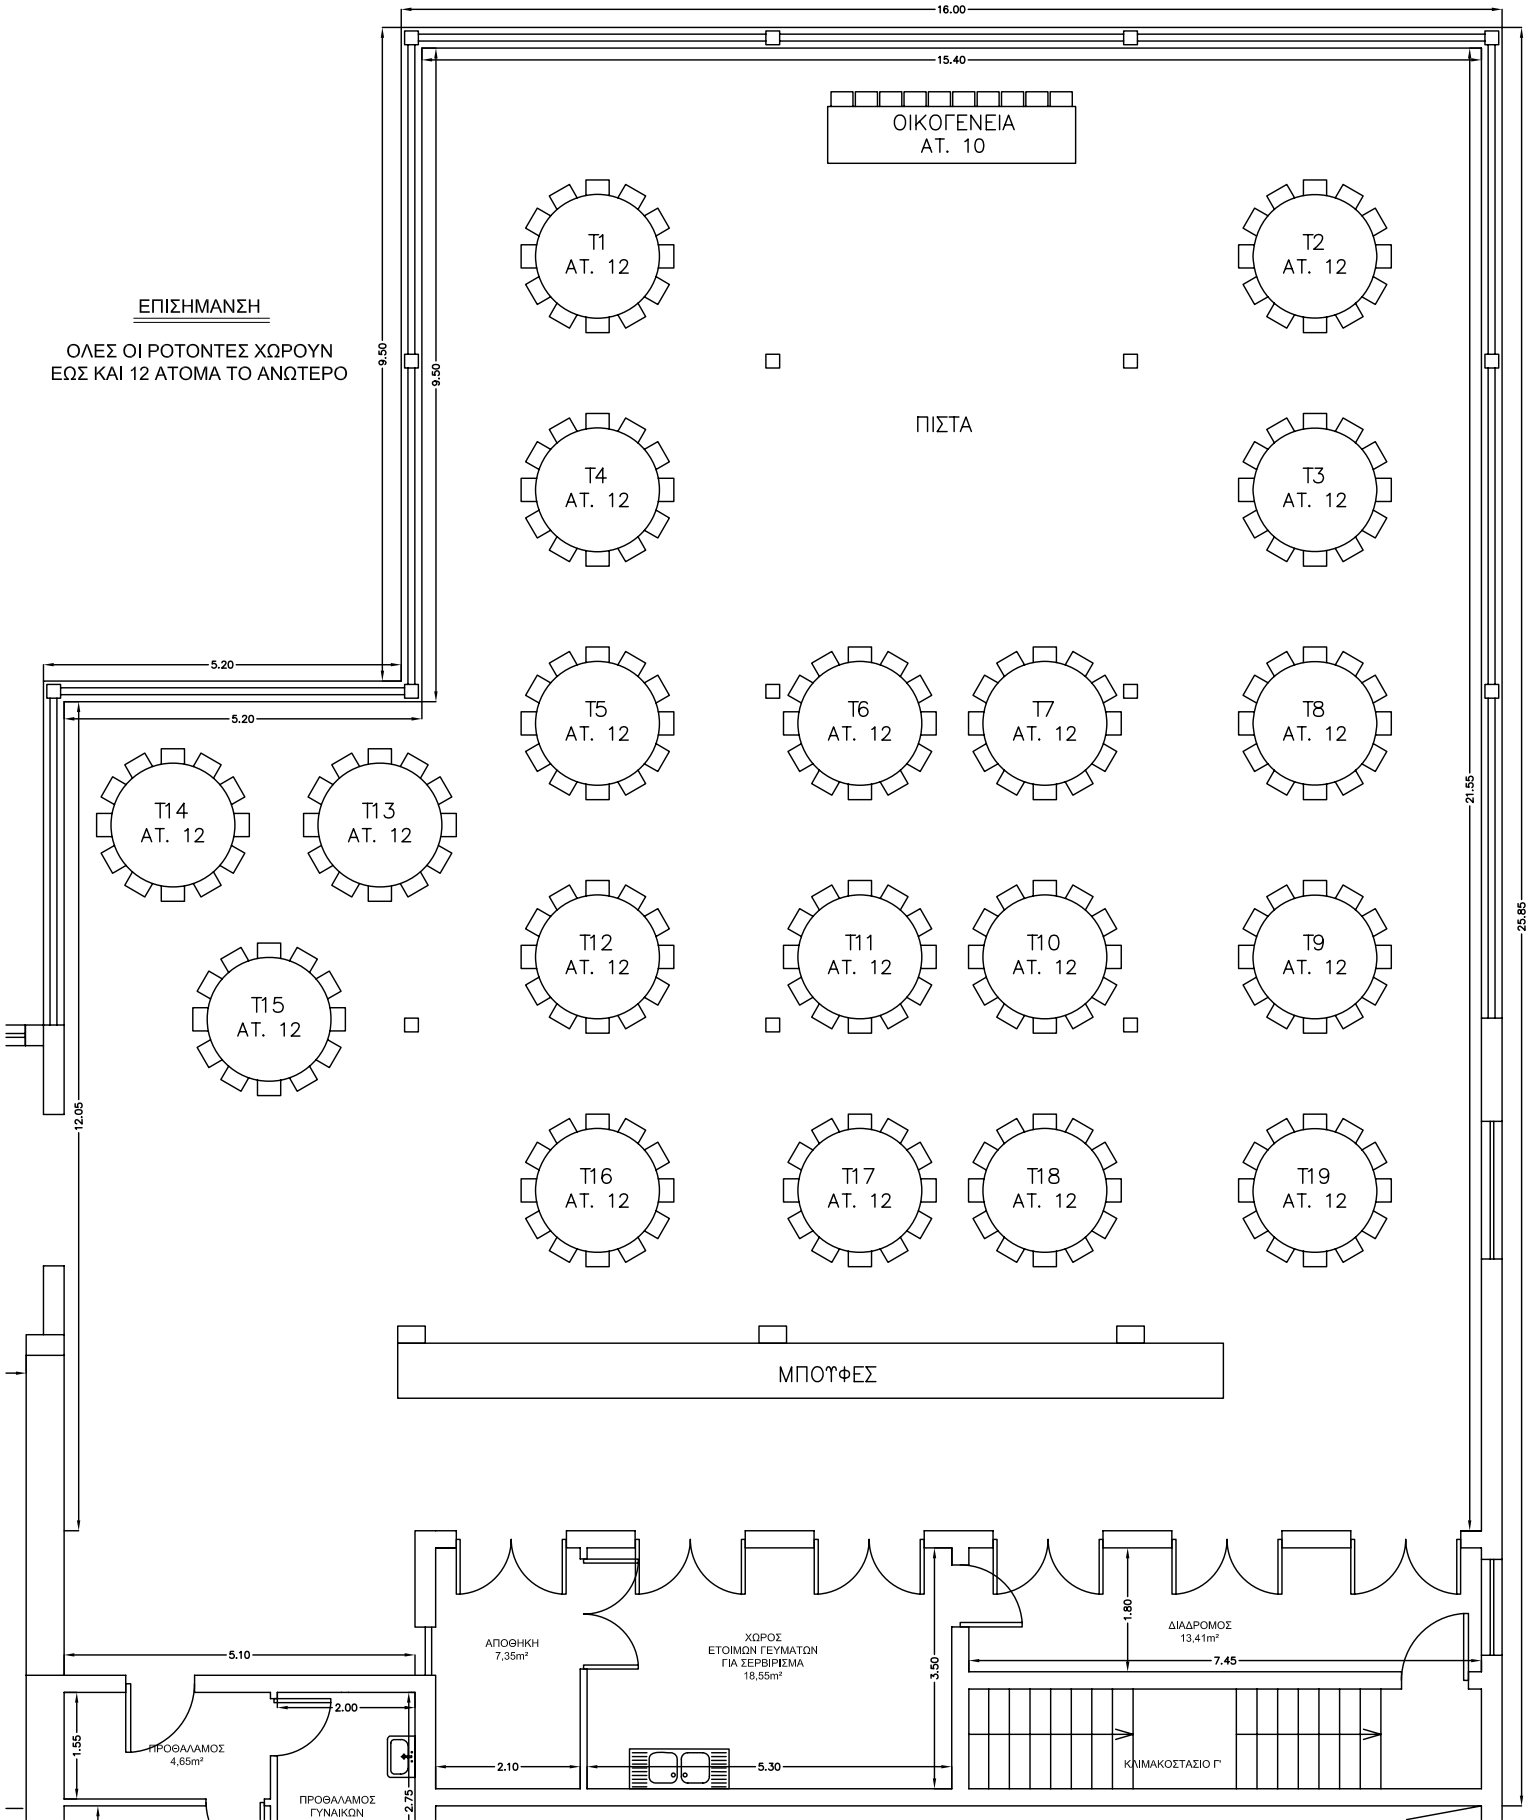 16.00
15.40
ΟΙΚΟΓΕΝΕΙΑ
ΑΤ. 10
T1
ΑΤ. 12
T2
ΑΤ. 12
ΕΠΙΣΗΜΑΝΣΗ
ΟΛΕΣ ΟΙ ΡΟΤΟΝΤΕΣ ΧΩΡΟΥΝ
ΕΩΣ ΚΑΙ 12 ΑΤΟΜΑ ΤΟ ΑΝΩΤΕΡΟ
9.50
9.50
ΠΙΣΤΑ
T4
ΑΤ. 12
T3
ΑΤ. 12
5.20
5.20
T5
ΑΤ. 12
T6
ΑΤ. 12
T7
ΑΤ. 12
T8
ΑΤ. 12
21.55
T14
ΑΤ. 12
T13
ΑΤ. 12
25.85
T12
ΑΤ. 12
T11
ΑΤ. 12
T10
ΑΤ. 12
T9
ΑΤ. 12
T15
ΑΤ. 12
12.05
T16
ΑΤ. 12
T17
ΑΤ. 12
T18
ΑΤ. 12
T19
ΑΤ. 12
ΜΠΟΥΦΕΣ
ΑΠΟΘΗΚΗ
7,35m²
ΧΩΡΟΣ
ΕΤΟΙΜΩΝ ΓΕΥΜΑΤΩΝ
ΓΙΑ ΣΕΡΒΙΡΙΣΜΑ
18,55m²
3.50
1.80
ΔΙΑΔΡΟΜΟΣ
13,41m²
7.45
5.10
2.00
1.55
ΠΡΟΘΑΛΑΜΟΣ
4,65m²
2.10
5.30
ΚΛΙΜΑΚΟΣΤΑΣΙΟ Γ'
ΠΡΟΘΑΛΑΜΟΣ
ΓΥΝΑΙΚΩΝ
2.75